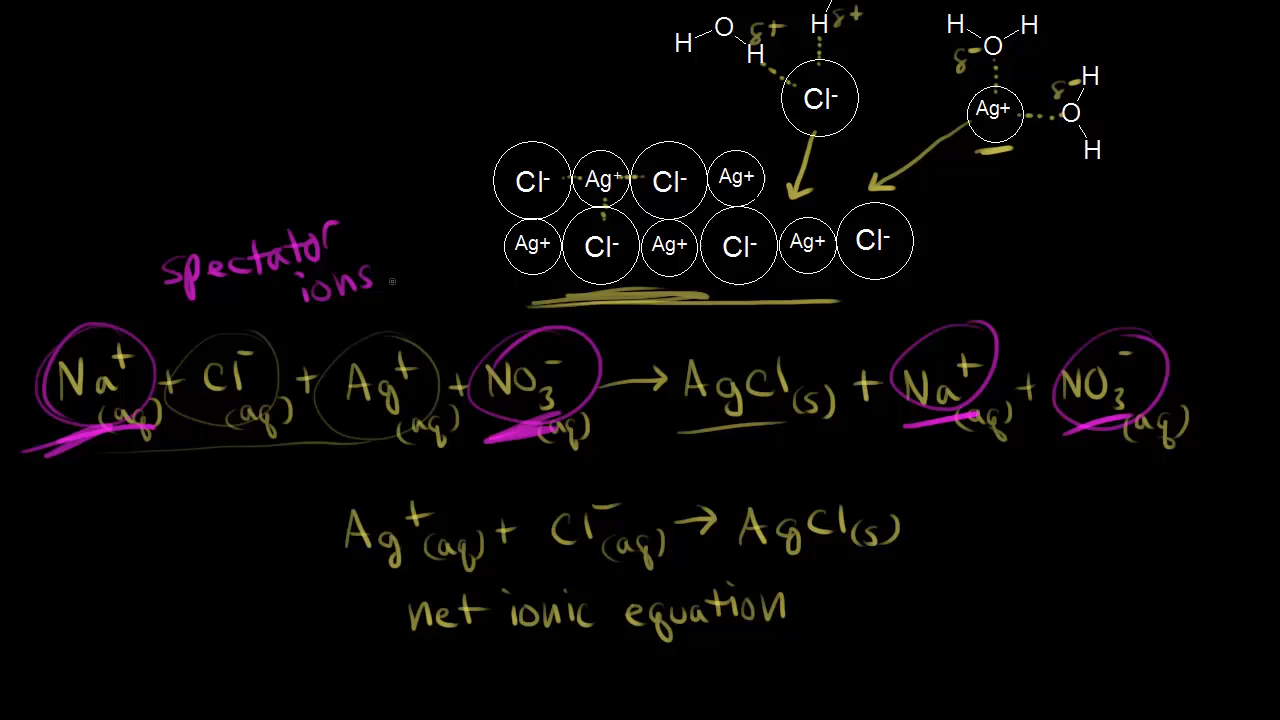 H O H δ+ H δ+ H O H
Cl- δ- Ag+ δ- O H H
Cl- Ag+ Cl- Ag+
Ag+ Cl- Ag+ Cl- Ag+ Cl-
spectator
ions
Na⁺(aq) + Cl⁻(aq) + Ag⁺(aq) + NO₃⁻(aq) → AgCl(s) + Na⁺(aq) + NO₃⁻(aq)
Ag⁺(aq) + Cl⁻(aq) → AgCl(s)
net ionic equation